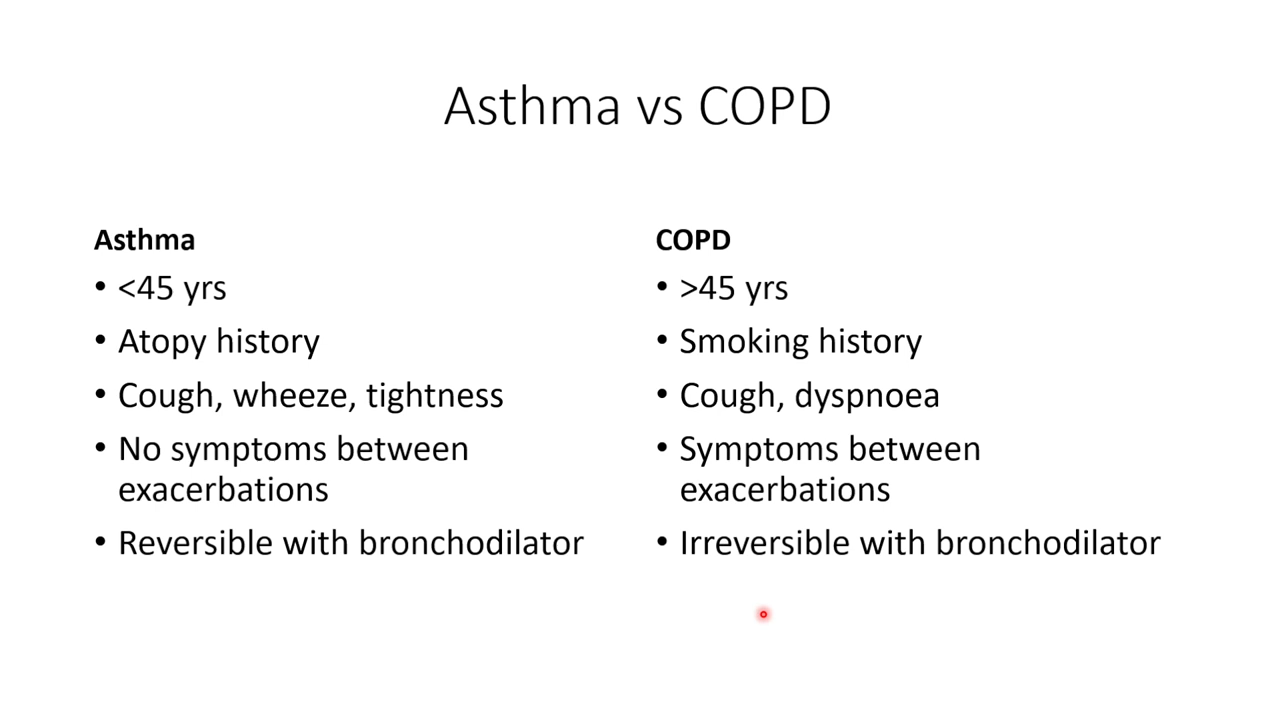 Asthma vs COPD
Asthma
• <45 yrs
• Atopy history
• Cough, wheeze, tightness
• No symptoms between
exacerbations
• Reversible with bronchodilator
COPD
• >45 yrs
• Smoking history
• Cough, dyspnoea
• Symptoms between
exacerbations
• Irreversible with bronchodilator